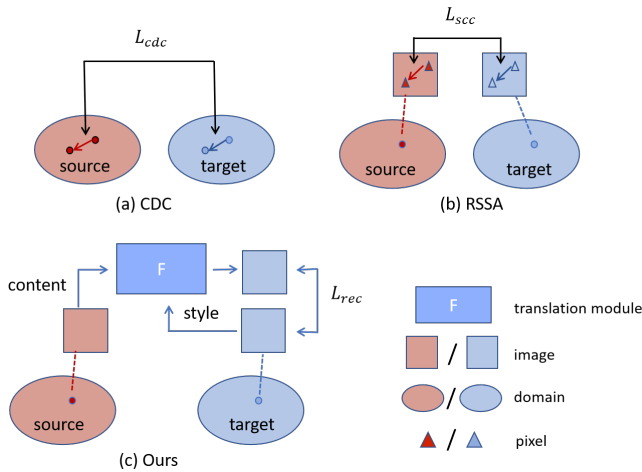 L_cdc
source
target
(a) CDC
L_scc
source
target
(b) RSSA
content
F
style
L_rec
source
target
(c) Ours
F
translation module
/
image
/
domain
/
pixel